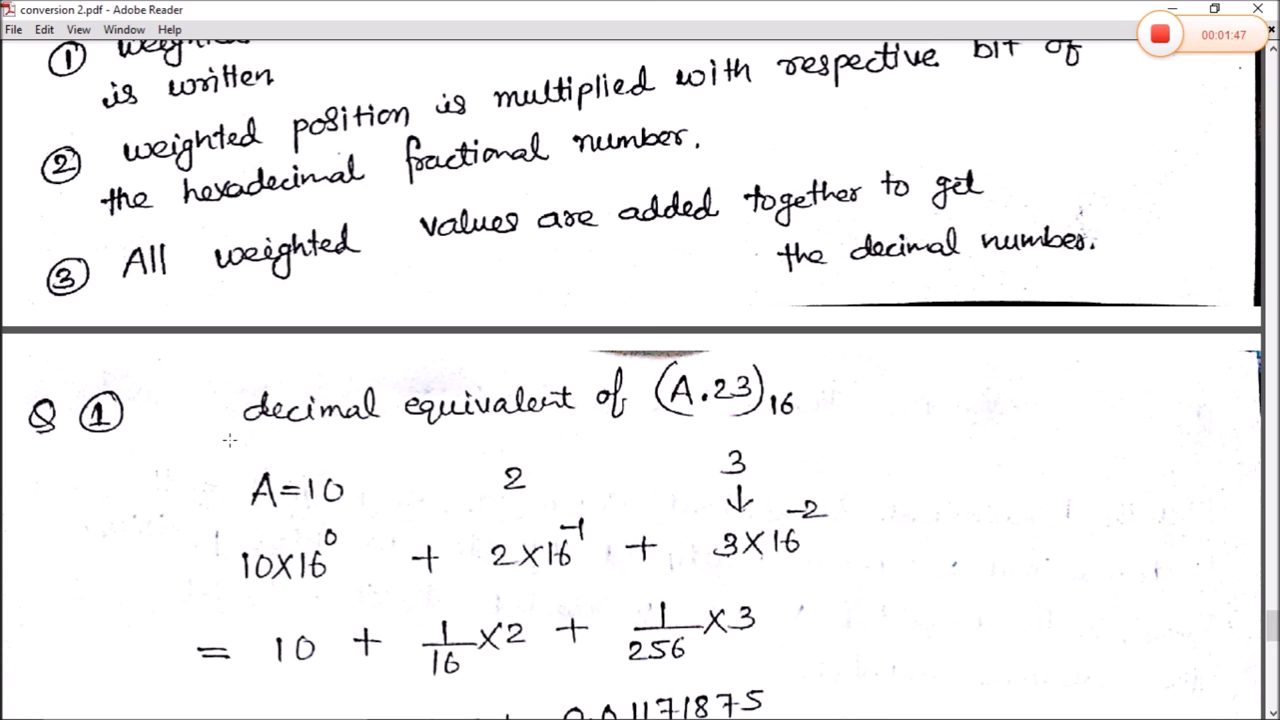 conversion 2.pdf - Adobe Reader
File Edit View Window Help
00:01:47
① weighted
is written
② weighted position is multiplied with respective bit of
the hexadecimal fractional number.
③ All weighted values are added together to get
the decimal number.
Q ① decimal equivalent of (A.23)₁₆
A=10 2 3
↓
10×16⁰ + 2×16⁻¹ + 3×16⁻²
= 10 + 1/16 ×2 + 1/256 ×3
+ 0.01171875